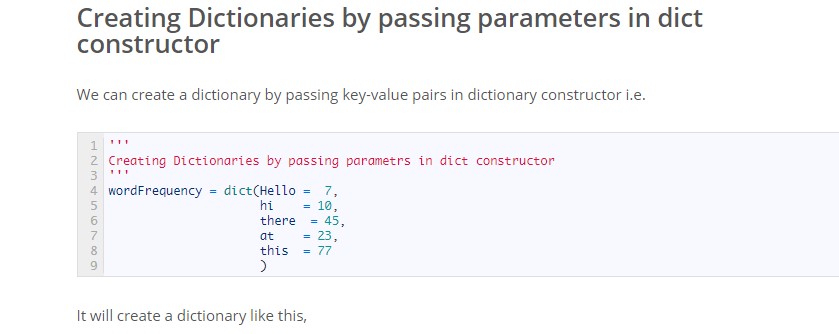 Creating Dictionaries by passing parameters in dict
constructor
We can create a dictionary by passing key-value pairs in dictionary constructor i.e.
1 '''
2 Creating Dictionaries by passing parametrs in dict constructor
3 '''
4 wordFrequency = dict(Hello =  7,
5                     hi    = 10,
6                     there  = 45,
7                     at    = 23,
8                     this  = 77
9                     )
It will create a dictionary like this,